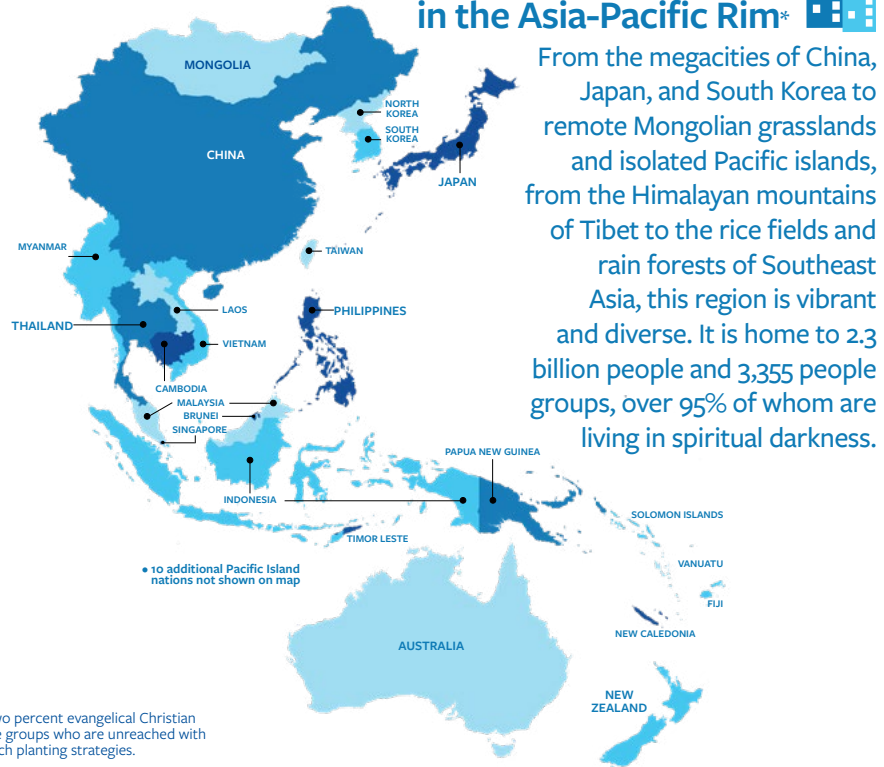 in the Asia-Pacific Rim*
From the megacities of China,
Japan, and South Korea to
remote Mongolian grasslands
and isolated Pacific islands,
from the Himalayan mountains
of Tibet to the rice fields and
rain forests of Southeast
Asia, this region is vibrant
and diverse. It is home to 2.3
billion people and 3,355 people
groups, over 95% of whom are
living in spiritual darkness.
MONGOLIA
NORTH
KOREA
SOUTH
KOREA
CHINA
JAPAN
MYANMAR
TAIWAN
LAOS
PHILIPPINES
THAILAND
VIETNAM
CAMBODIA
MALAYSIA
BRUNEI
SINGAPORE
PAPUA NEW GUINEA
INDONESIA
SOLOMON ISLANDS
TIMOR LESTE
VANUATU
• 10 additional Pacific Island
nations not shown on map
FIJI
NEW CALEDONIA
AUSTRALIA
NEW
ZEALAND
percent evangelical Christian
groups who are unreached with
planting strategies.